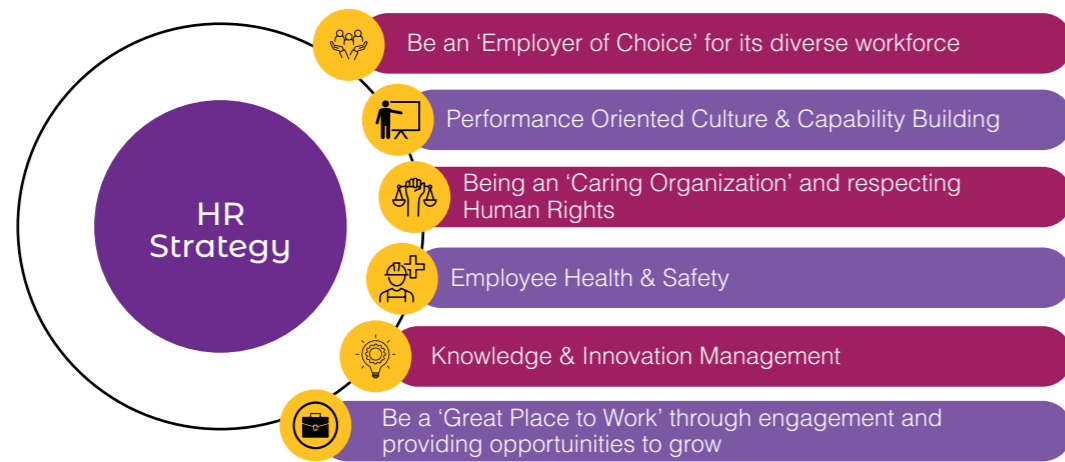 HR
Strategy
Be an ‘Employer of Choice’ for its diverse workforce
Performance Oriented Culture & Capability Building
Being an ‘Caring Organization’ and respecting
Human Rights
Employee Health & Safety
Knowledge & Innovation Management
Be a ‘Great Place to Work’ through engagement and
providing opportuinities to grow